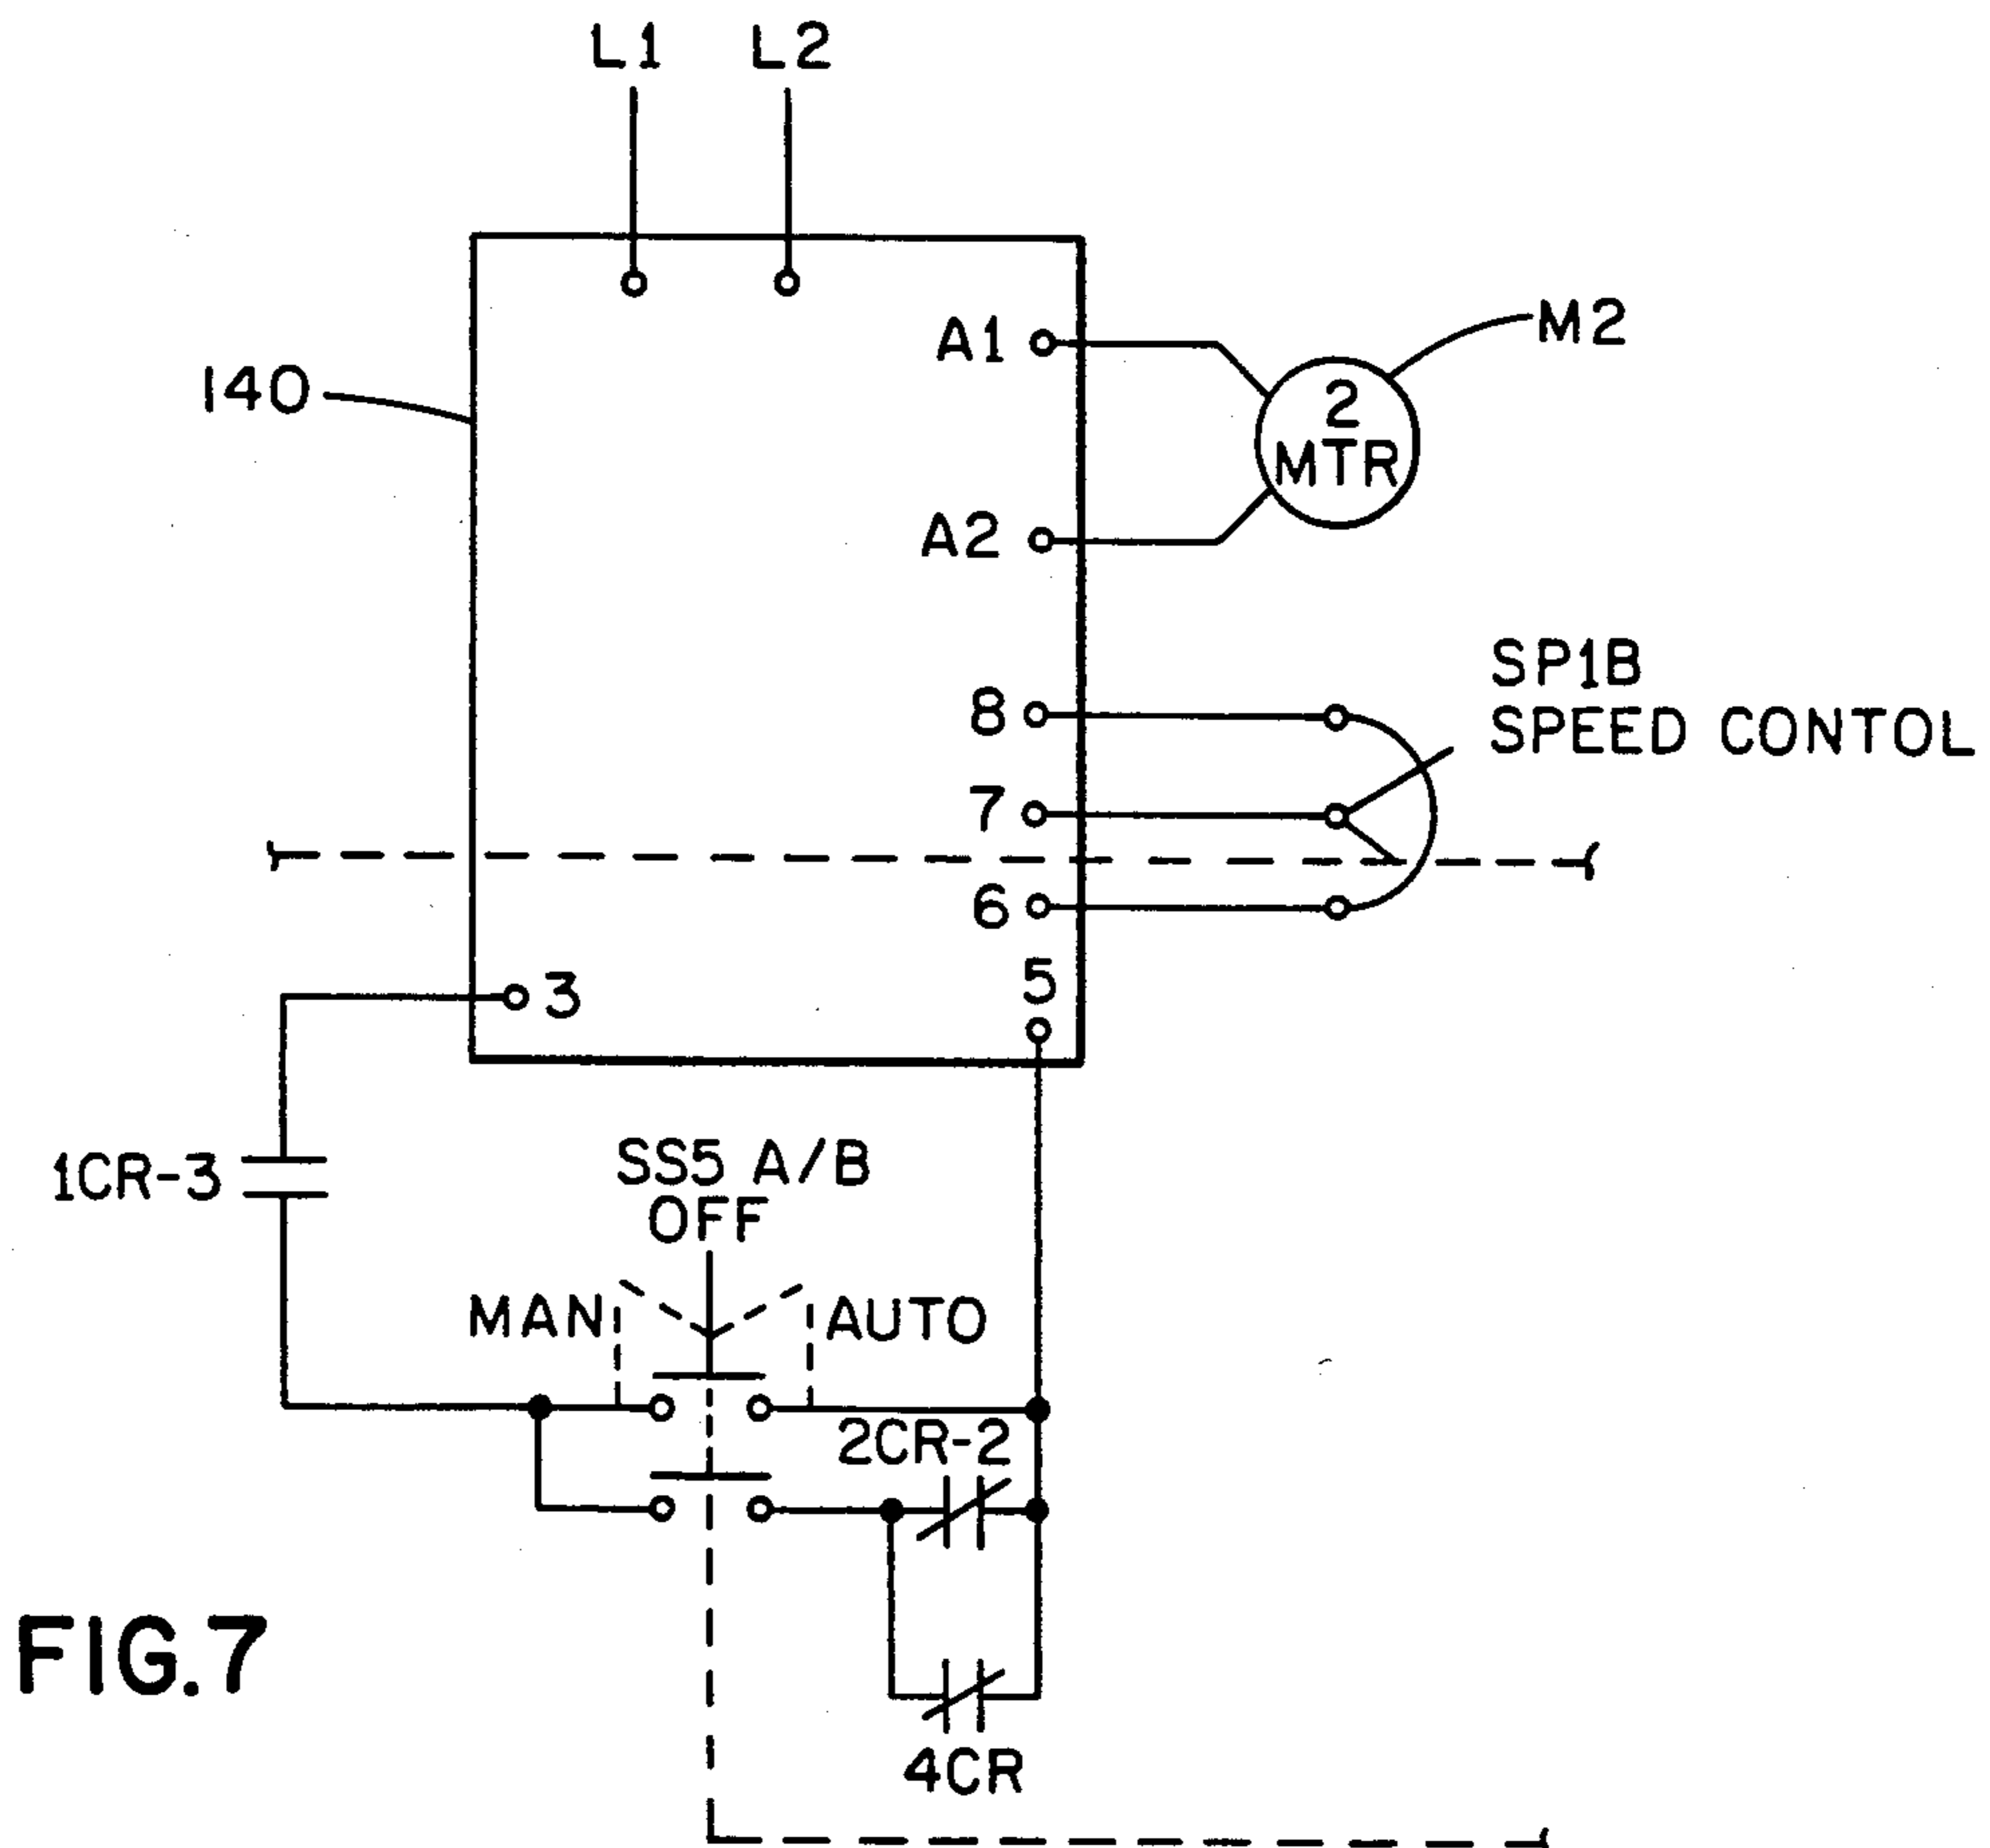 L1 L2
A1
M2
140
2
MTR
A2
SP1B
8
SPEED CONTOL
7
6
3
5
1CR-3
SS5 A/B
OFF
MAN
AUTO
2CR-2
FIG.7
4CR